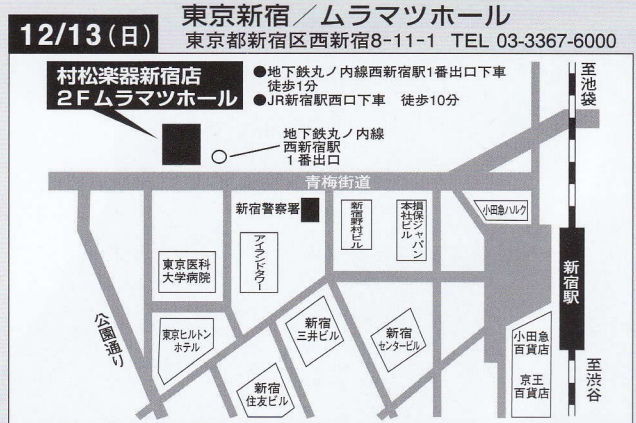 12/13(日)
東京新宿／ムラマツホール
東京都新宿区西新宿8-11-1 TEL 03-3367-6000
村松楽器新宿店
2Fムラマツホール
●地下鉄丸ノ内線西新宿駅1番出口下車
徒歩1分
●JR新宿駅西口下車 徒歩10分
至池袋
地下鉄丸ノ内線
西新宿駅
1番出口
青梅街道
新宿警察署
新宿野村ビル
損保ジャパン
本社ビル
小田急ハルク
アイランドタワー
東京医科
大学病院
新宿駅
公園通り
東京ヒルトン
ホテル
新宿
三井ビル
新宿
センタービル
小田急
百貨店
京王
百貨店
至渋谷
新宿
住友ビル